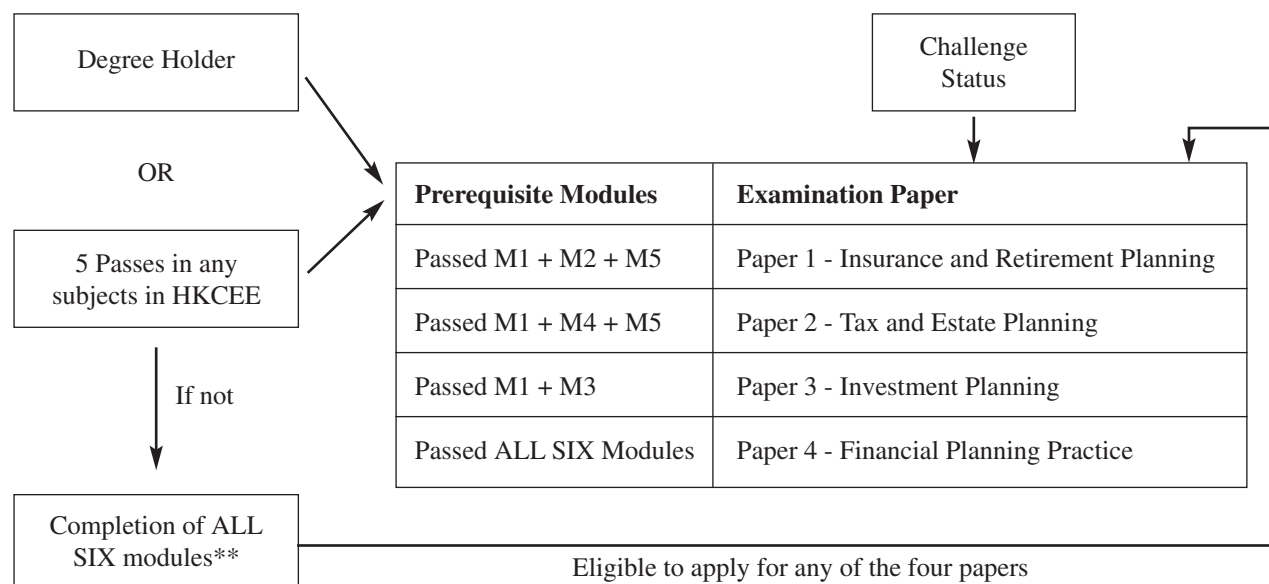 Degree Holder
OR
5 Passes in any
subjects in HKCEE
If not
Completion of ALL
SIX modules**
Challenge
Status
Prerequisite Modules Examination Paper
Passed M1 + M2 + M5 Paper 1 - Insurance and Retirement Planning
Passed M1 + M4 + M5 Paper 2 - Tax and Estate Planning
Passed M1 + M3 Paper 3 - Investment Planning
Passed ALL SIX Modules Paper 4 - Financial Planning Practice
Eligible to apply for any of the four papers